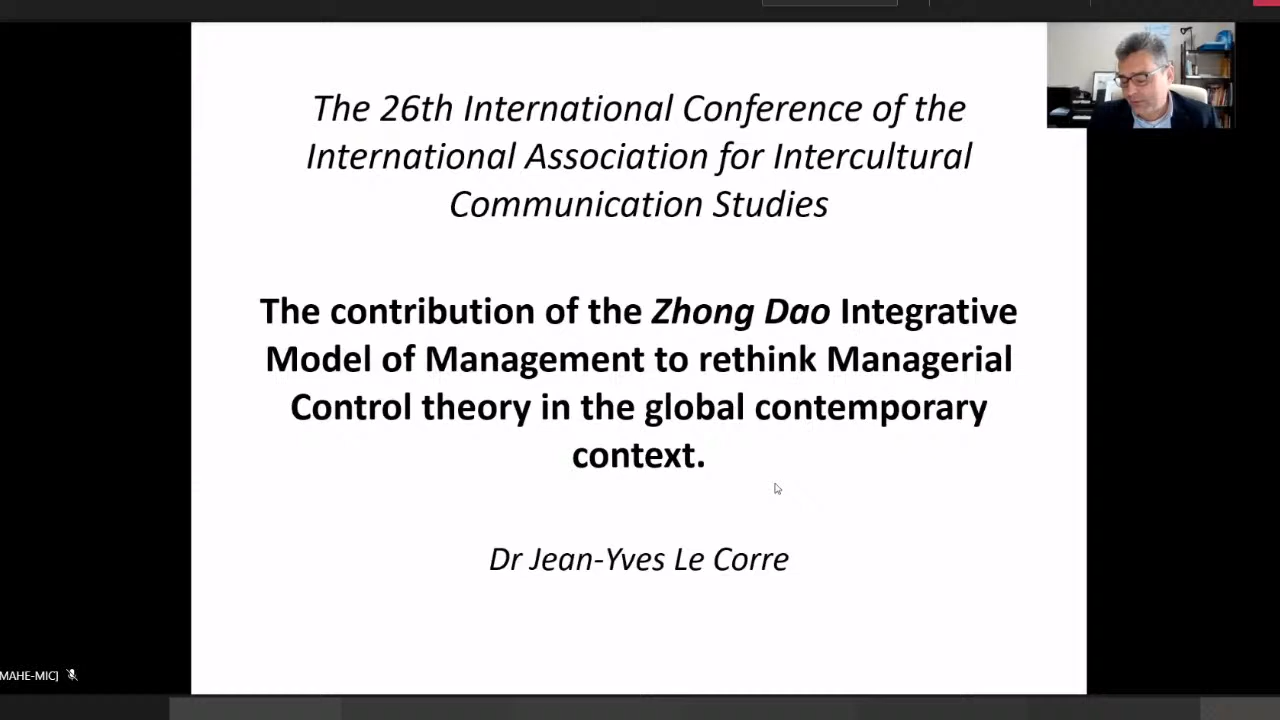 The 26th International Conference of the
International Association for Intercultural
Communication Studies
The contribution of the Zhong Dao Integrative
Model of Management to rethink Managerial
Control theory in the global contemporary
context.
Dr Jean-Yves Le Corre
MAHE-MIC]